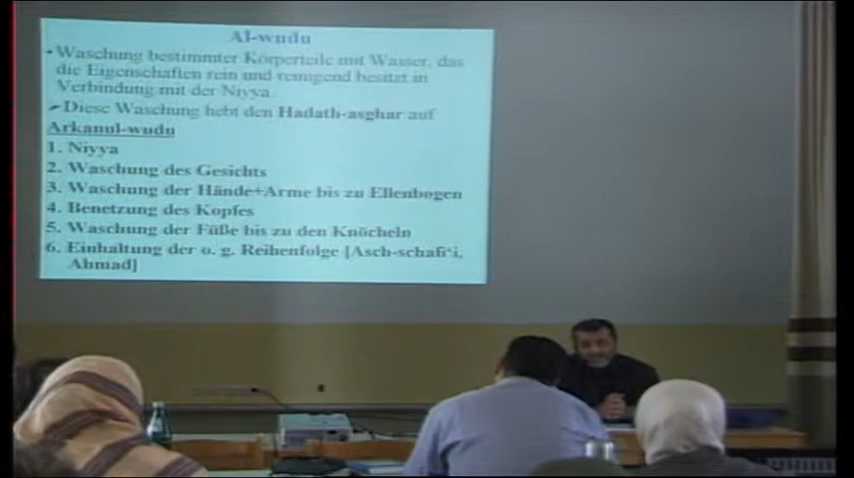 Al-wudu
•Waschung bestimmter Körperteile mit Wasser, das
die Eigenschaften rein und reinigend besitzt in
Verbindung mit der Niyya.
➢Diese Waschung hebt den Hadath-asghar auf
Arkanul-wudu
1. Niyya
2. Waschung des Gesichts
3. Waschung der Hände+Arme bis zu Ellenbogen
4. Benetzung des Kopfes
5. Waschung der Füße bis zu den Knöcheln
6. Einhaltung der o. g. Reihenfolge [Asch-schafi‘i,
Ahmad]